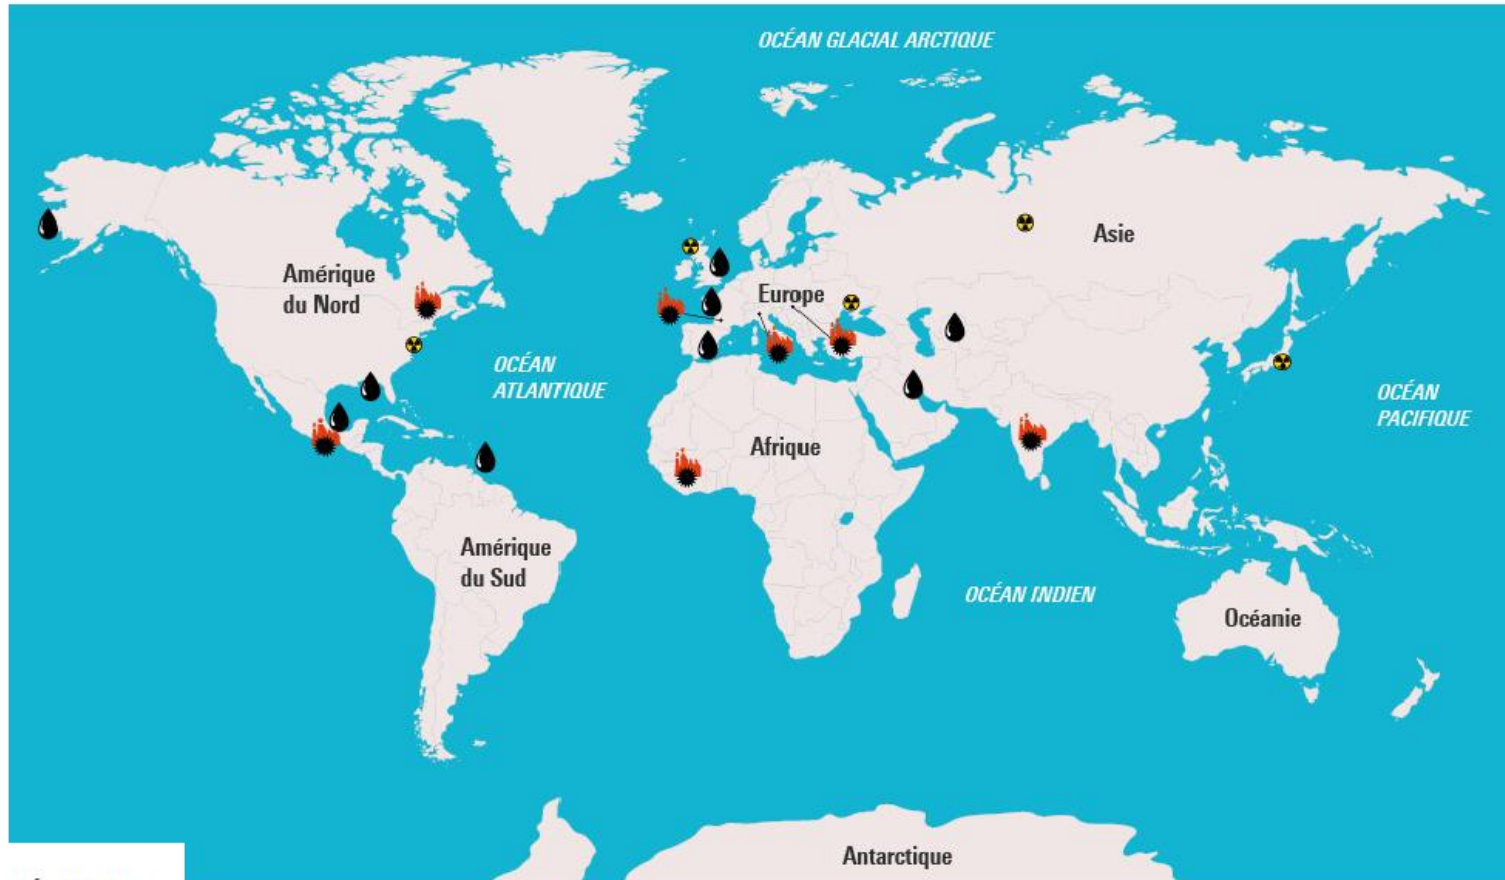 OCÉAN GLACIAL ARCTIQUE
Asie
Amérique
du Nord
Europe
OCÉAN
ATLANTIQUE
OCÉAN
PACIFIQUE
Afrique
Amérique
du Sud
OCÉAN INDIEN
Océanie
Antarctique